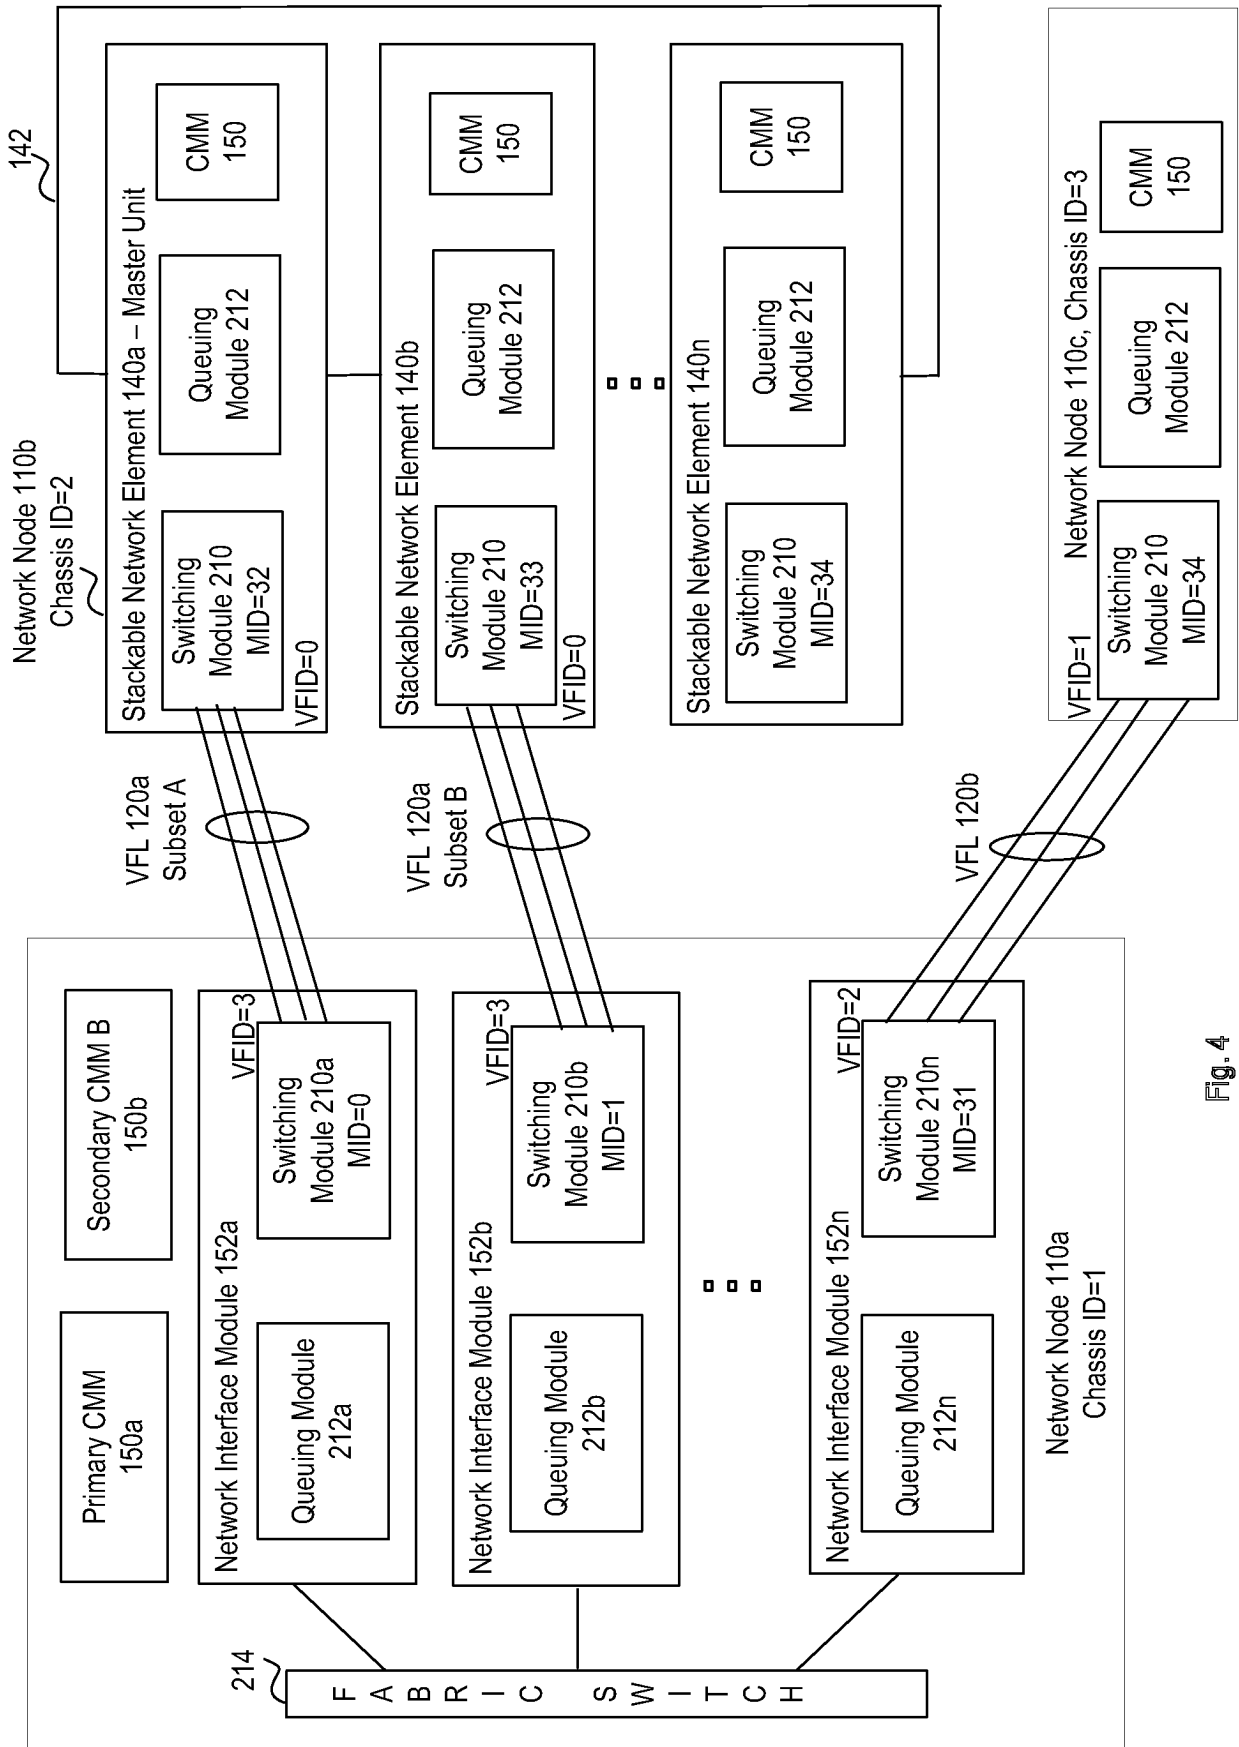 Primary CMM
150a
Secondary CMM B
150b
214
FABRIC SWITCH
Network Interface Module 152a
Queuing Module
212a
Switching
Module 210a
MID=0
VFID=3
Network Interface Module 152b
Queuing Module
212b
Switching
Module 210b
MID=1
VFID=3
Network Interface Module 152n
Queuing Module
212n
Switching
Module 210n
MID=31
VFID=2
Network Node 110a
Chassis ID=1
VFL 120a
Subset A
VFL 120a
Subset B
VFL 120b
Network Node 110b
Chassis ID=2
142
Stackable Network Element 140a – Master Unit
Switching
Module 210
MID=32
VFID=0
Queuing
Module 212
CMM
150
Stackable Network Element 140b
Switching
Module 210
MID=33
VFID=0
Queuing
Module 212
CMM
150
Stackable Network Element 140n
Switching
Module 210
MID=34
Queuing
Module 212
CMM
150
Network Node 110c, Chassis ID=3
VFID=1
Switching
Module 210
MID=34
Queuing
Module 212
CMM
150
Fig. 4